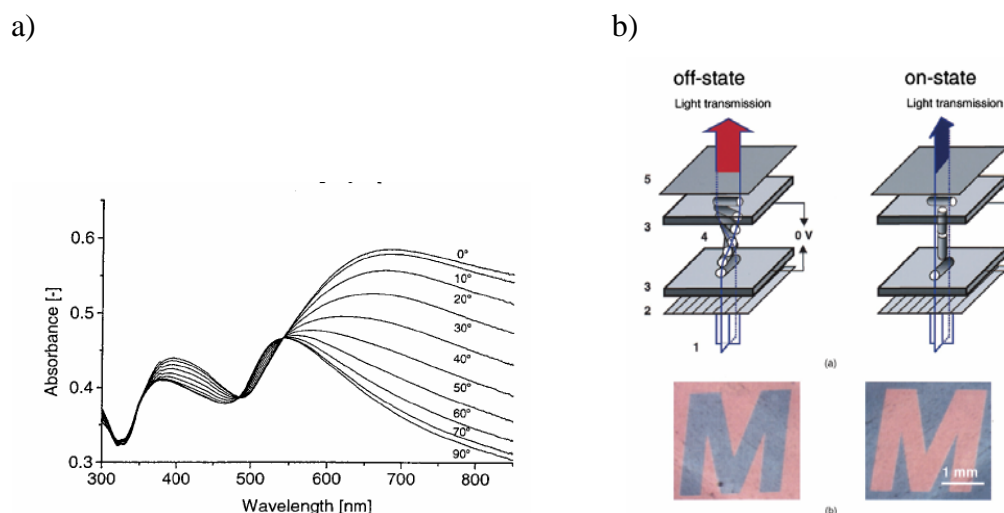 a)
b)
off-state
on-state
Light transmission
Light transmission
5
3
4
0 V
3
2
1
(a)
M
M
1 mm
(b)
0.6
0.5
0.4
0.3
Absorbance [-]
0°
10°
20°
30°
40°
50°
60°
70°
90°
300
400
500
600
700
800
Wavelength [nm]